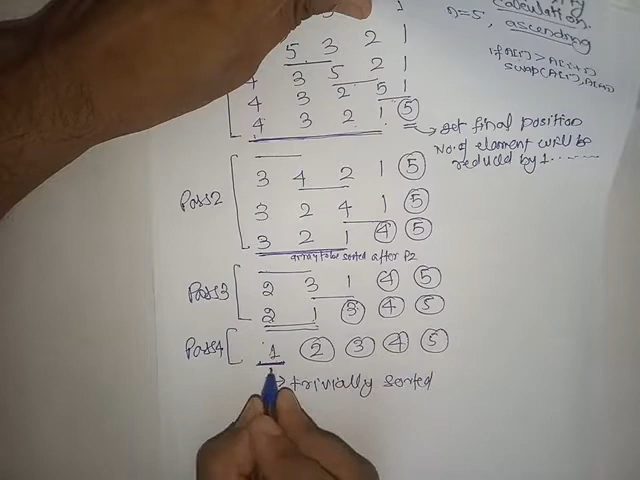 calculation.
n=5, ascending
if A[i] > A[i+1]
swap(A[i], A[i+1])
5 3 2 1
4 3 5 2 1
4 3 2 5 1
4 3 2 1 5
get final position
No. of element will be
reduced by 1........
Pass2
3 4 2 1 5
3 2 4 1 5
3 2 1 4 5
array to be sorted after P2
Pass3
2 3 1 4 5
2 1 3 4 5
Pass4
1 2 3 4 5
trivially sorted